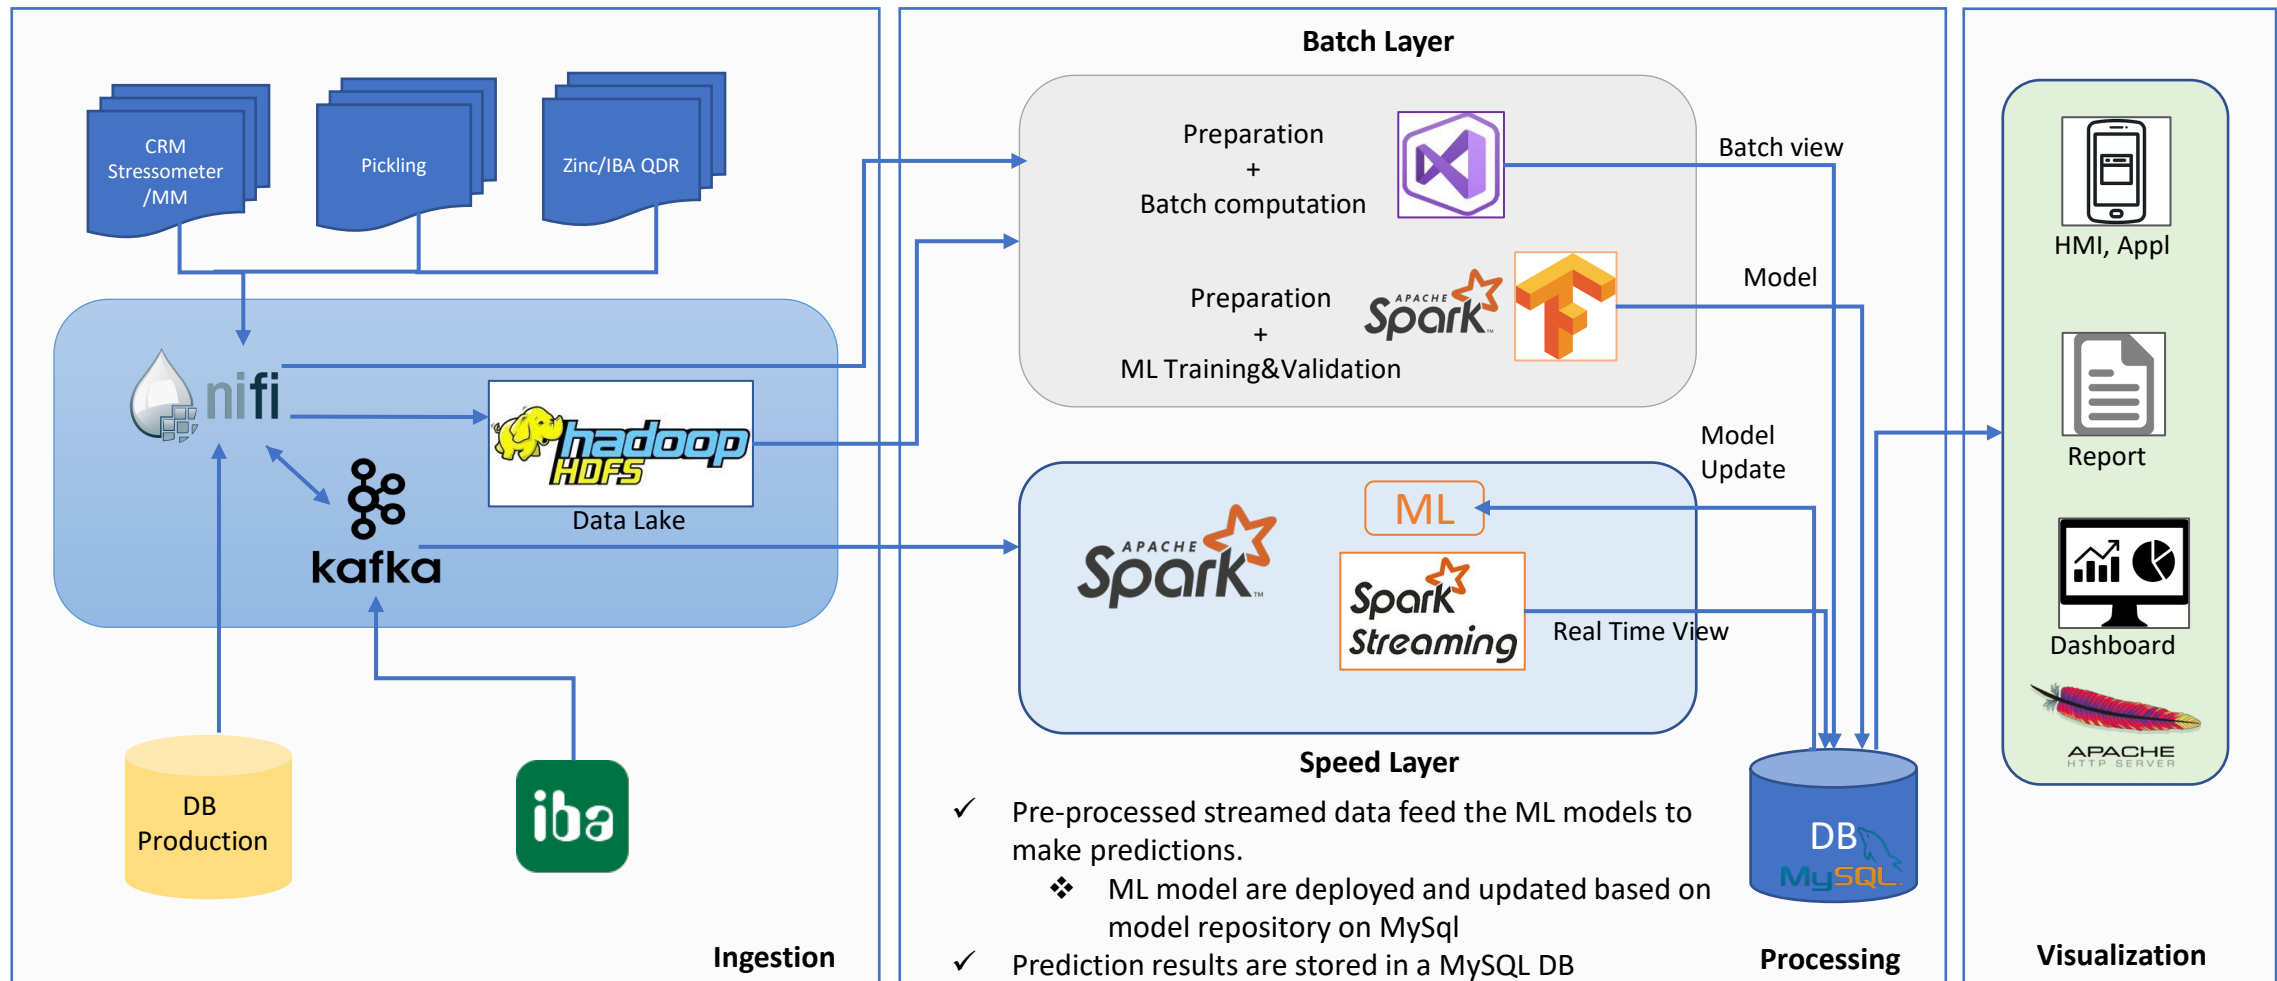 CRM
Stressometer
/MM
Pickling
Zinc/IBA QDR
nifi
hadoop
HDFS
Data Lake
kafka
DB
Production
iba
Ingestion
Batch Layer
Preparation
+
Batch computation
Batch view
Preparation
+
ML Training&Validation
APACHE
Spark™
Model
Model
Update
APACHE
Spark™
ML
Spark
Streaming
Real Time View
Speed Layer
✓ Pre-processed streamed data feed the ML models to
make predictions.
❖ ML model are deployed and updated based on
model repository on MySql
✓ Prediction results are stored in a MySQL DB
DB
MySQL
Processing
HMI, Appl
Report
Dashboard
APACHE
HTTP SERVER
Visualization